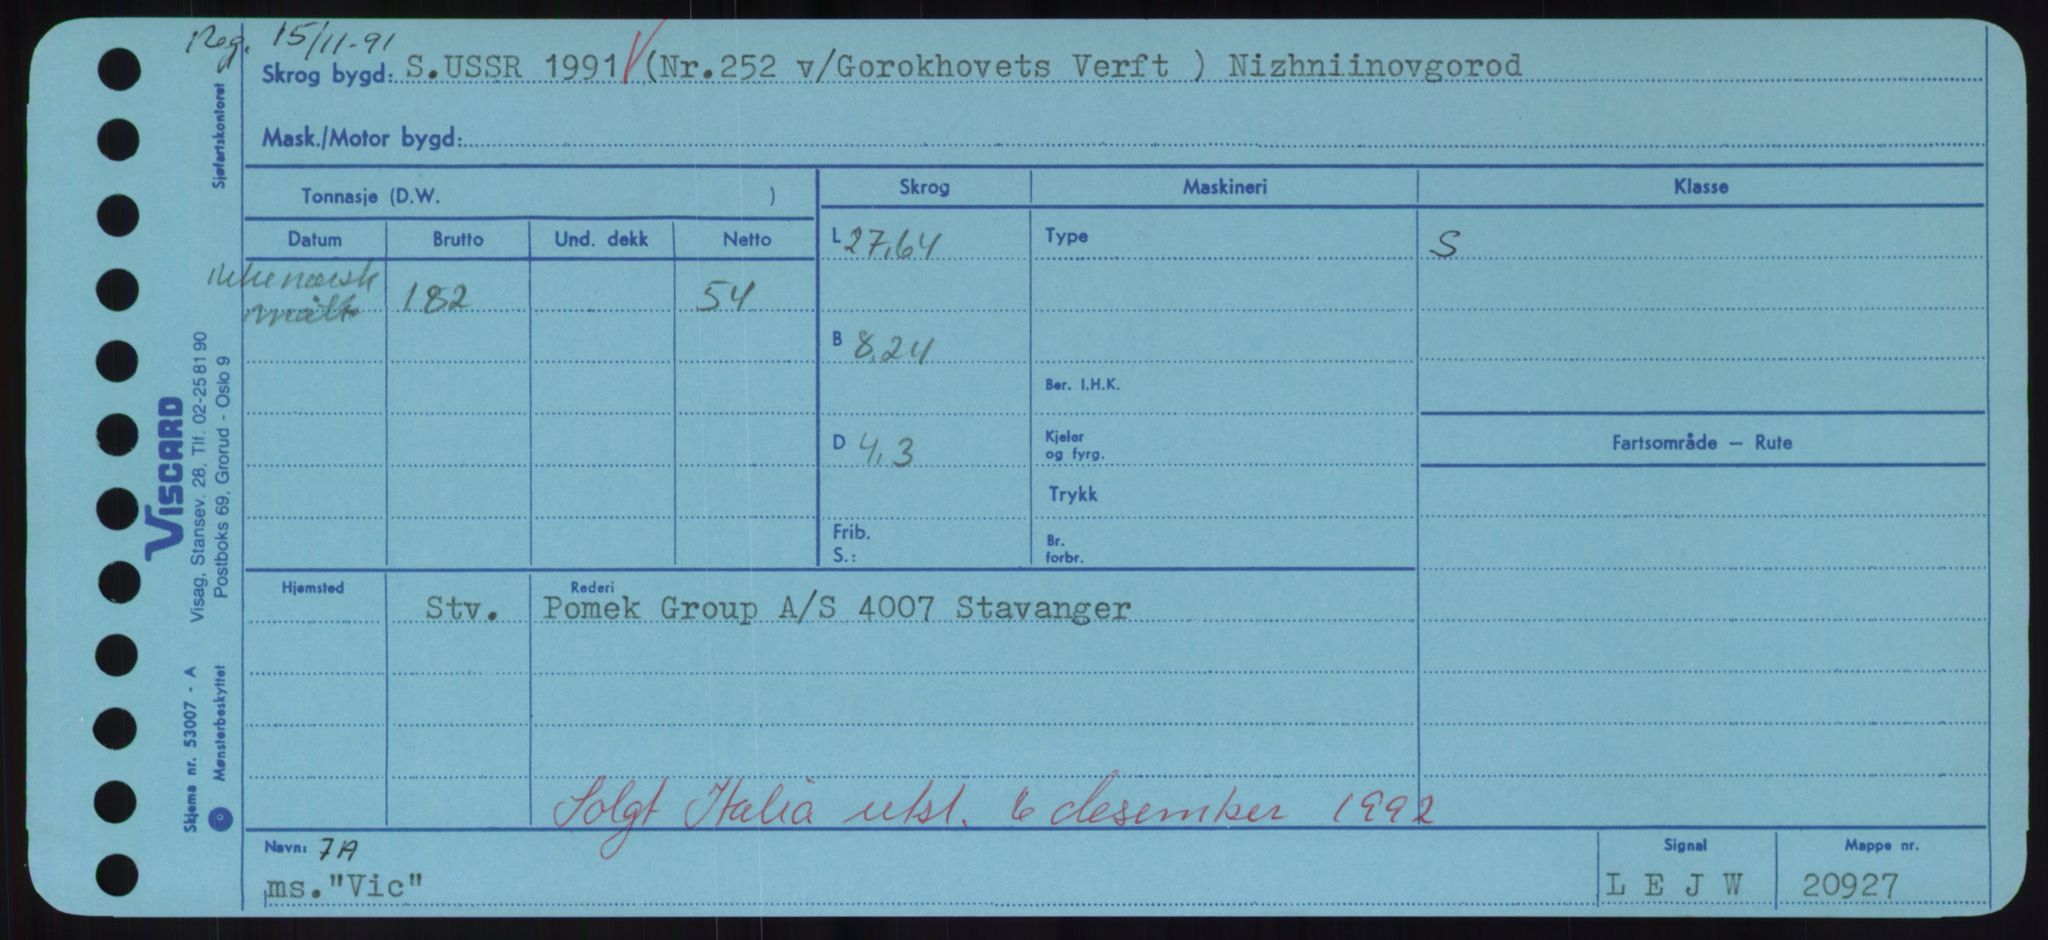 Reg. 15/11-91
Skrog bygd: S.USSR 1991 (Nr.252 v/Gorokhovets Verft ) Nizhniinovgorod
Mask./Motor bygd:
Tonnasje (D.W. )
Skrog Maskineri Klasse
Datum Brutto Und. dekk Netto
L 27,64 Type S
ikke norsk
målt 182 54
B 8,24
Ber. I.H.K.
D 4,3 Kjeler
og fyrg.
Fartsområde — Rute
Trykk
Frib.
S.:
Br.
forbr.
Hjemsted Rederi
Stv. Pomek Group A/S 4007 Stavanger
Solgt Italia utsl. 6 desember 1992
Navn: 7A Signal Mappe nr.
ms."Vic" L E J W 20927
Sjøfartskontoret
VISCARD
Visag, Stansev. 28, Tlf. 02-25 81 90
Postboks 69, Grorud - Oslo 9
Skjema nr. 53007 - A
Mønsterbeskyttet